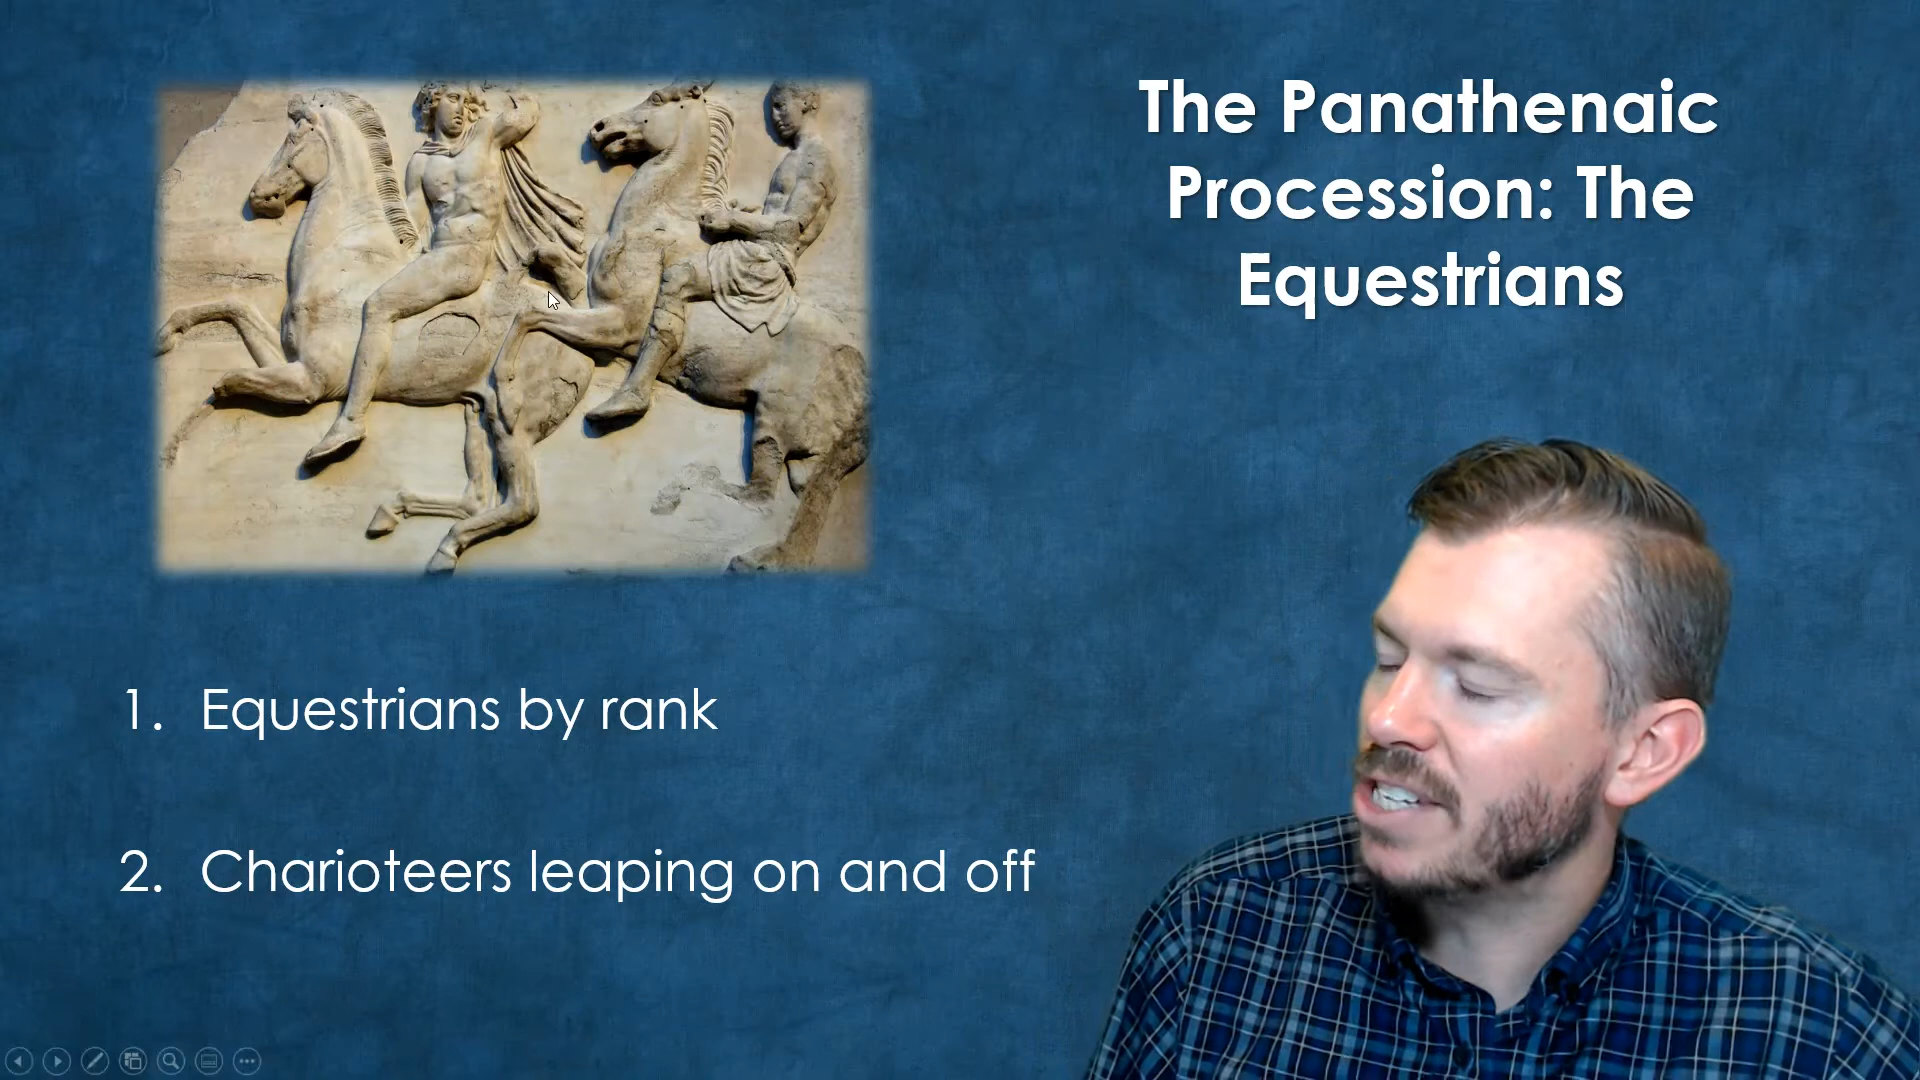 The Panathenaic
Procession: The
Equestrians
1. Equestrians by rank
2. Charioteers leaping on and off